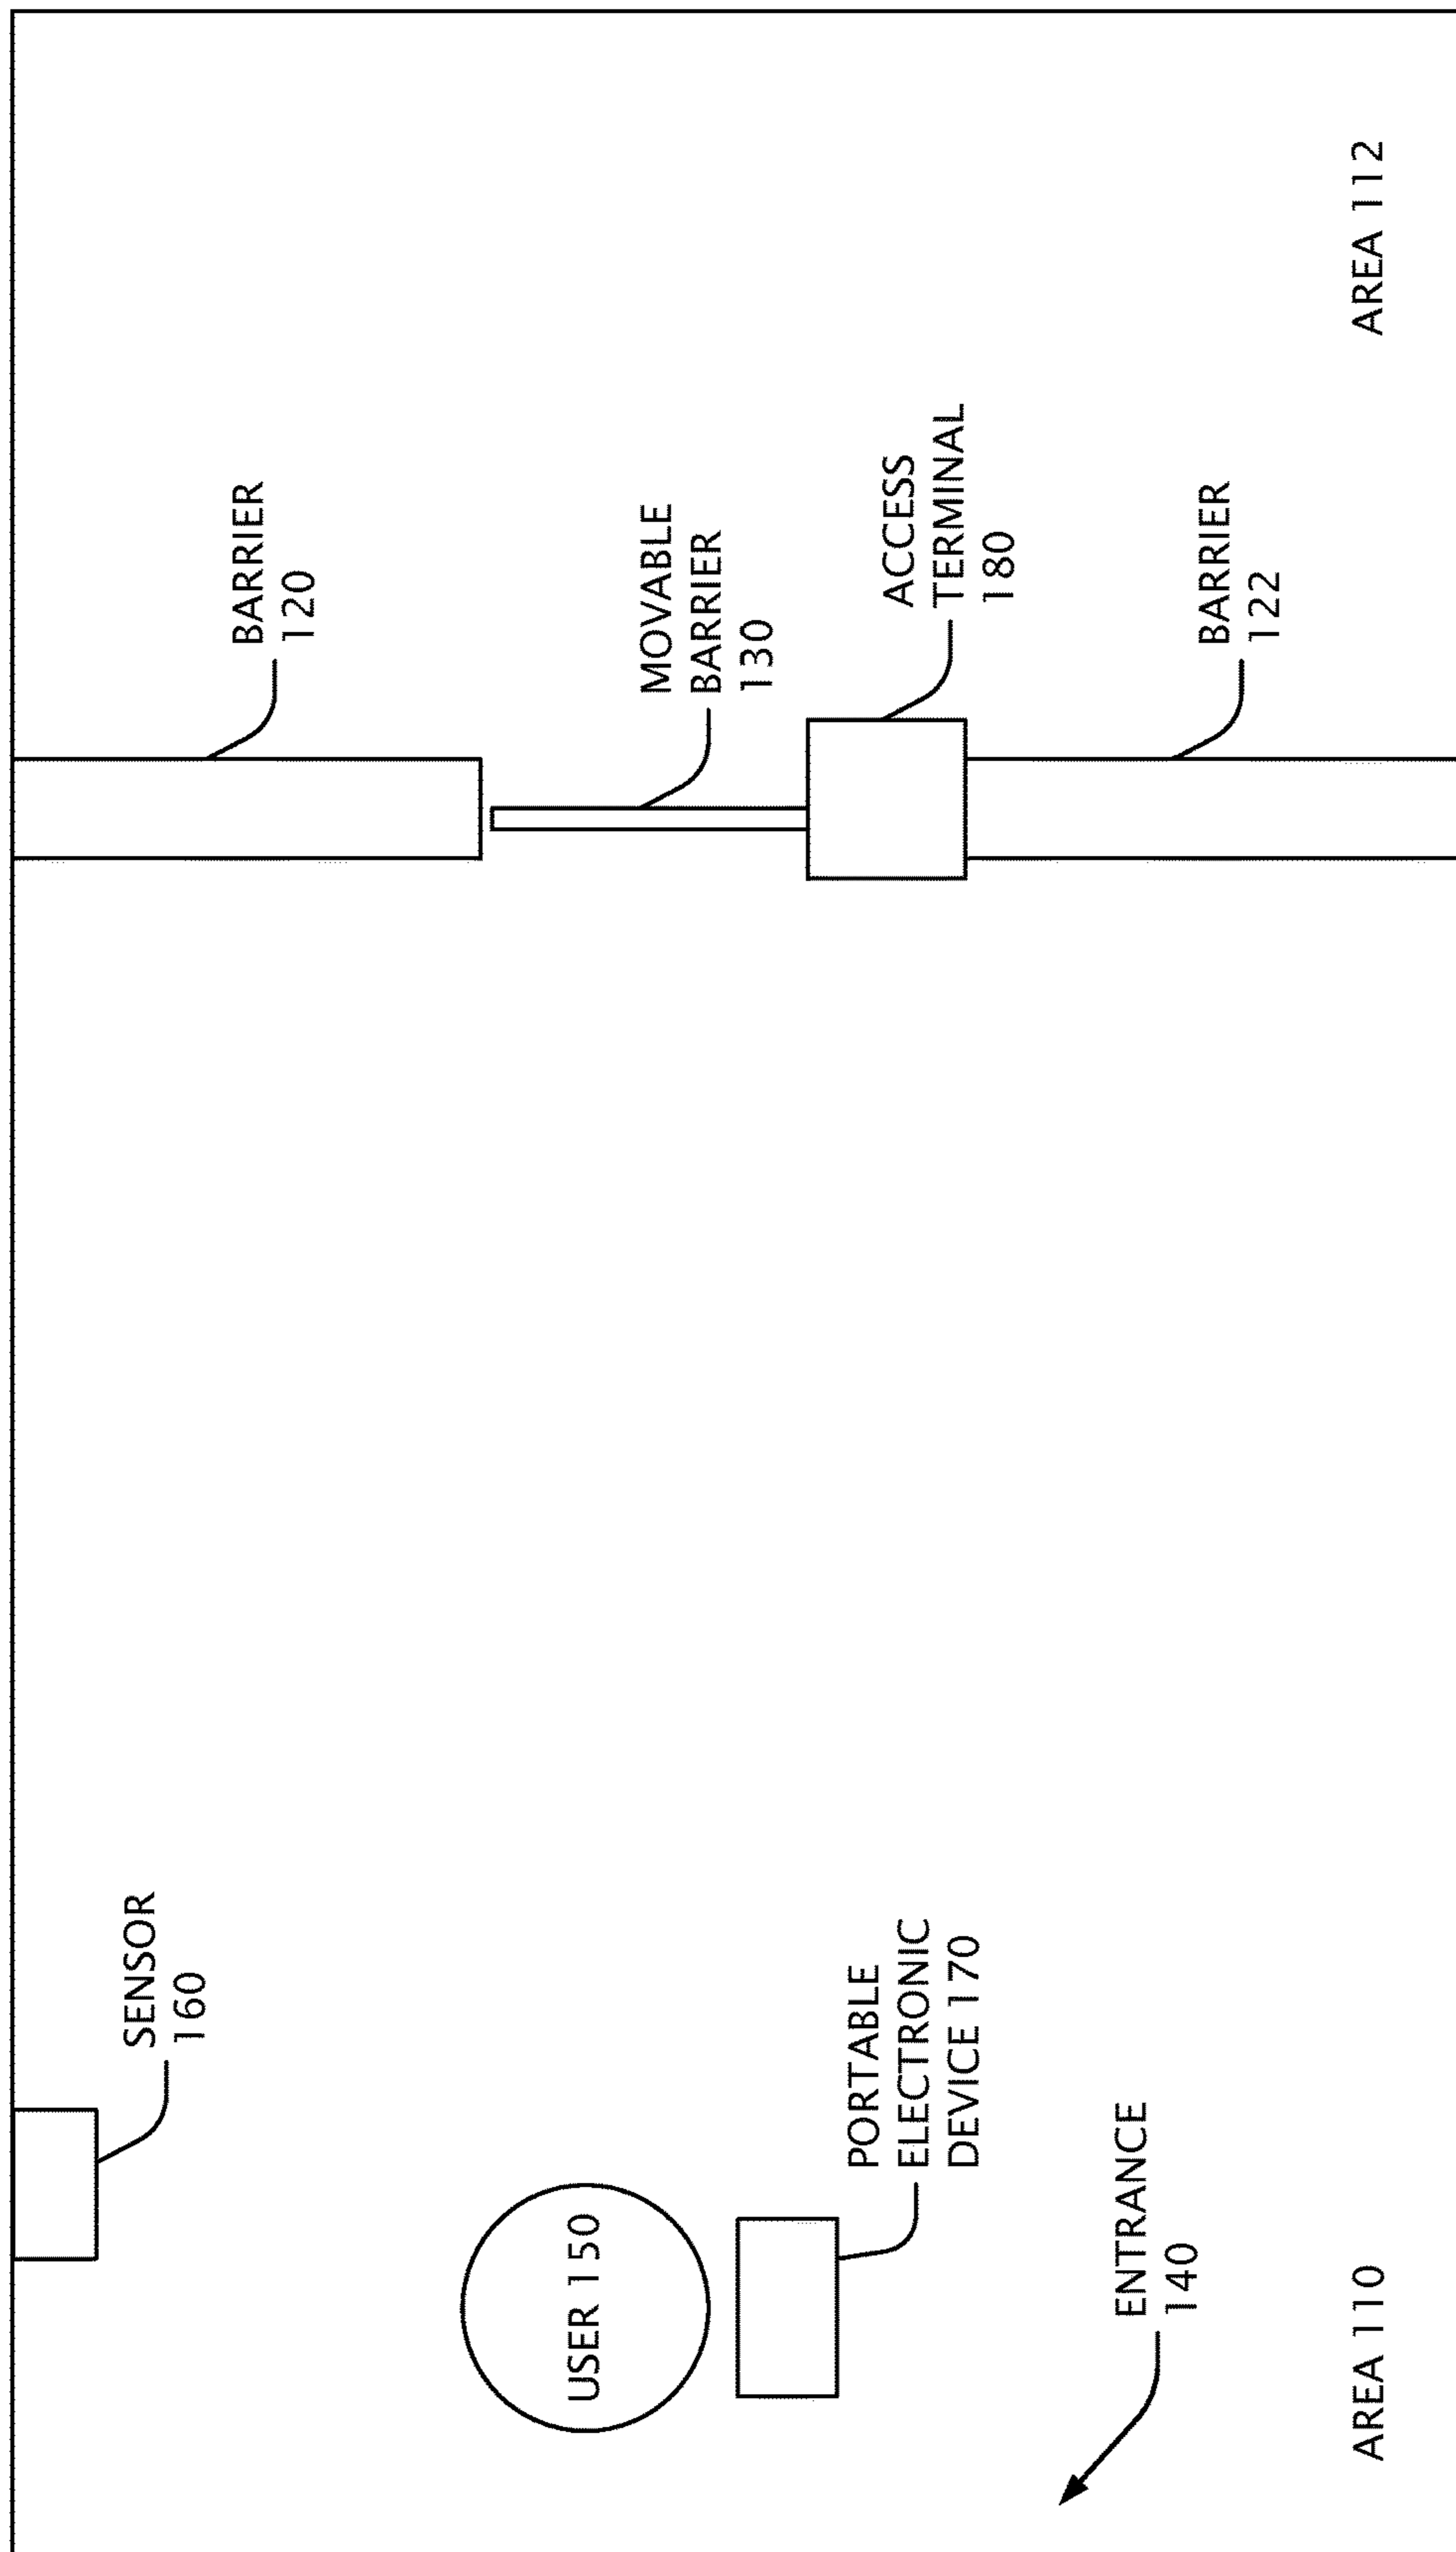 BARRIER
120
MOVABLE
BARRIER
130
ACCESS
TERMINAL
180
BARRIER
122
AREA 112
SENSOR
160
USER 150
PORTABLE
ELECTRONIC
DEVICE 170
ENTRANCE
140
AREA 110